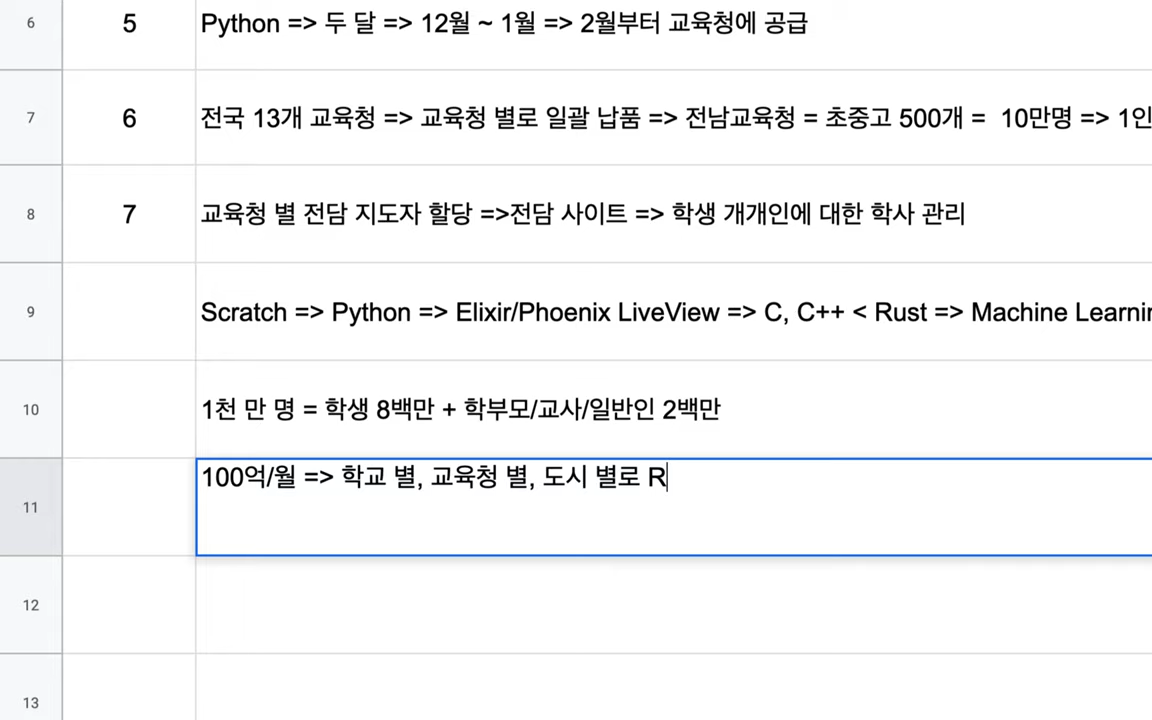 6 5 Python => 두 달 => 12월 ~ 1월 => 2월부터 교육청에 공급
7 6 전국 13개 교육청 => 교육청 별로 일괄 납품 => 전남교육청 = 초중고 500개 = 10만명 => 1인
8 7 교육청 별 전담 지도자 할당 =>전담 사이트 => 학생 개개인에 대한 학사 관리
9 Scratch => Python => Elixir/Phoenix LiveView => C, C++ < Rust => Machine
10 1천 만 명 = 학생 8백만 + 학부모/교사/일반인 2백만
11 100억/월 => 학교 별, 교육청 별, 도시 별로 R
12
13